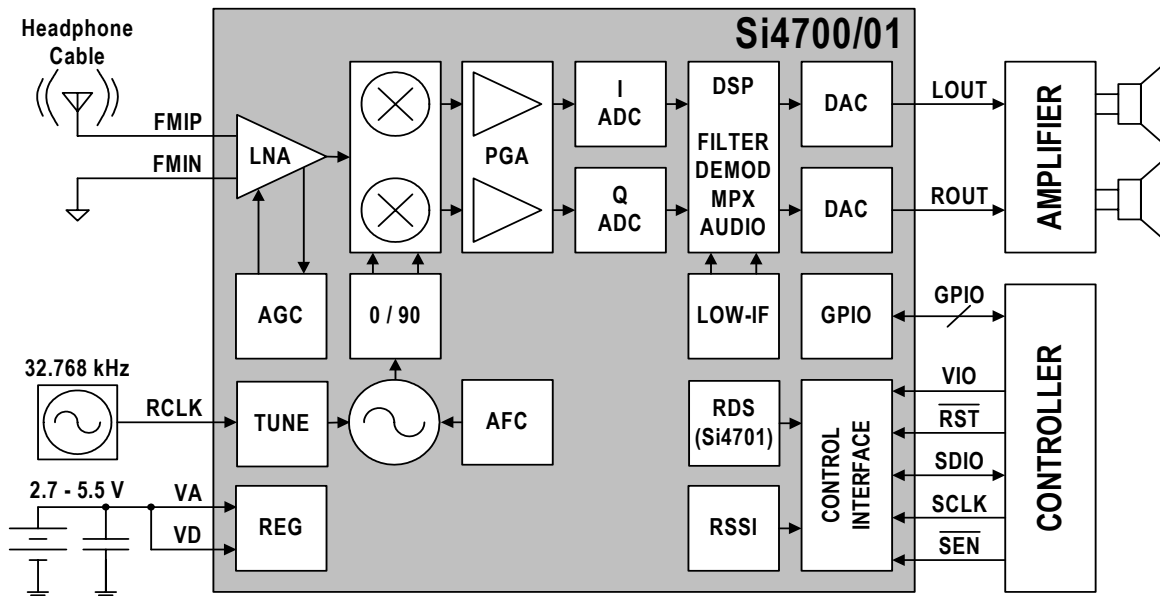 Si4700/01
Headphone
Cable
FMIP
FMIN
LNA
PGA
I
ADC
Q
ADC
DSP
FILTER
DEMOD
MPX
AUDIO
DAC
DAC
LOUT
ROUT
AMPLIFIER
AGC
0 / 90
LOW-IF
GPIO
GPIO
32.768 kHz
RCLK
TUNE
AFC
RDS
(Si4701)
CONTROL
INTERFACE
VIO
RST
SDIO
SCLK
SEN
CONTROLLER
2.7 - 5.5 V
VA
VD
REG
RSSI